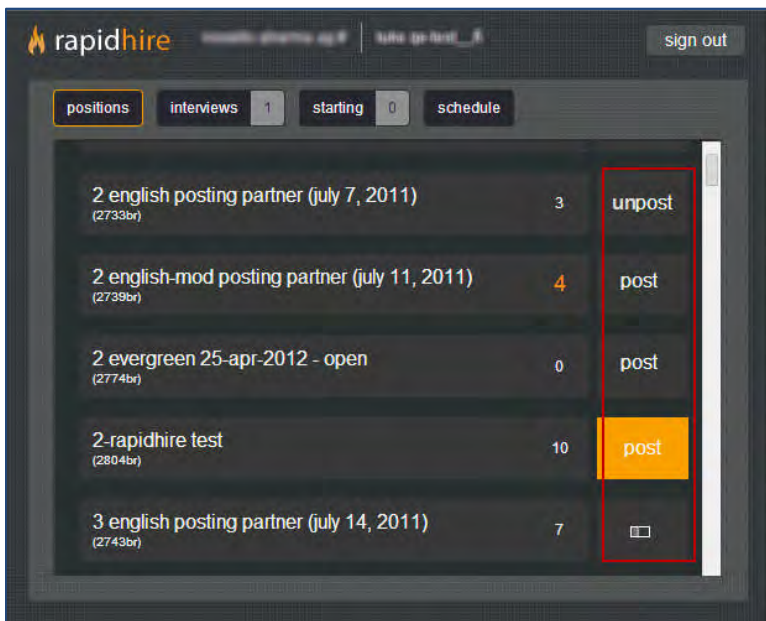 rapidhire
sign out
positions interviews 1 starting 0 schedule
2 english posting partner (july 7, 2011) 3 unpost
(2733br)
2 english-mod posting partner (july 11, 2011) 4 post
(2739br)
2 evergreen 25-apr-2012 - open 0 post
(2774br)
2-rapidhire test 10 post
(2804br)
3 english posting partner (july 14, 2011) 7
(2743br)